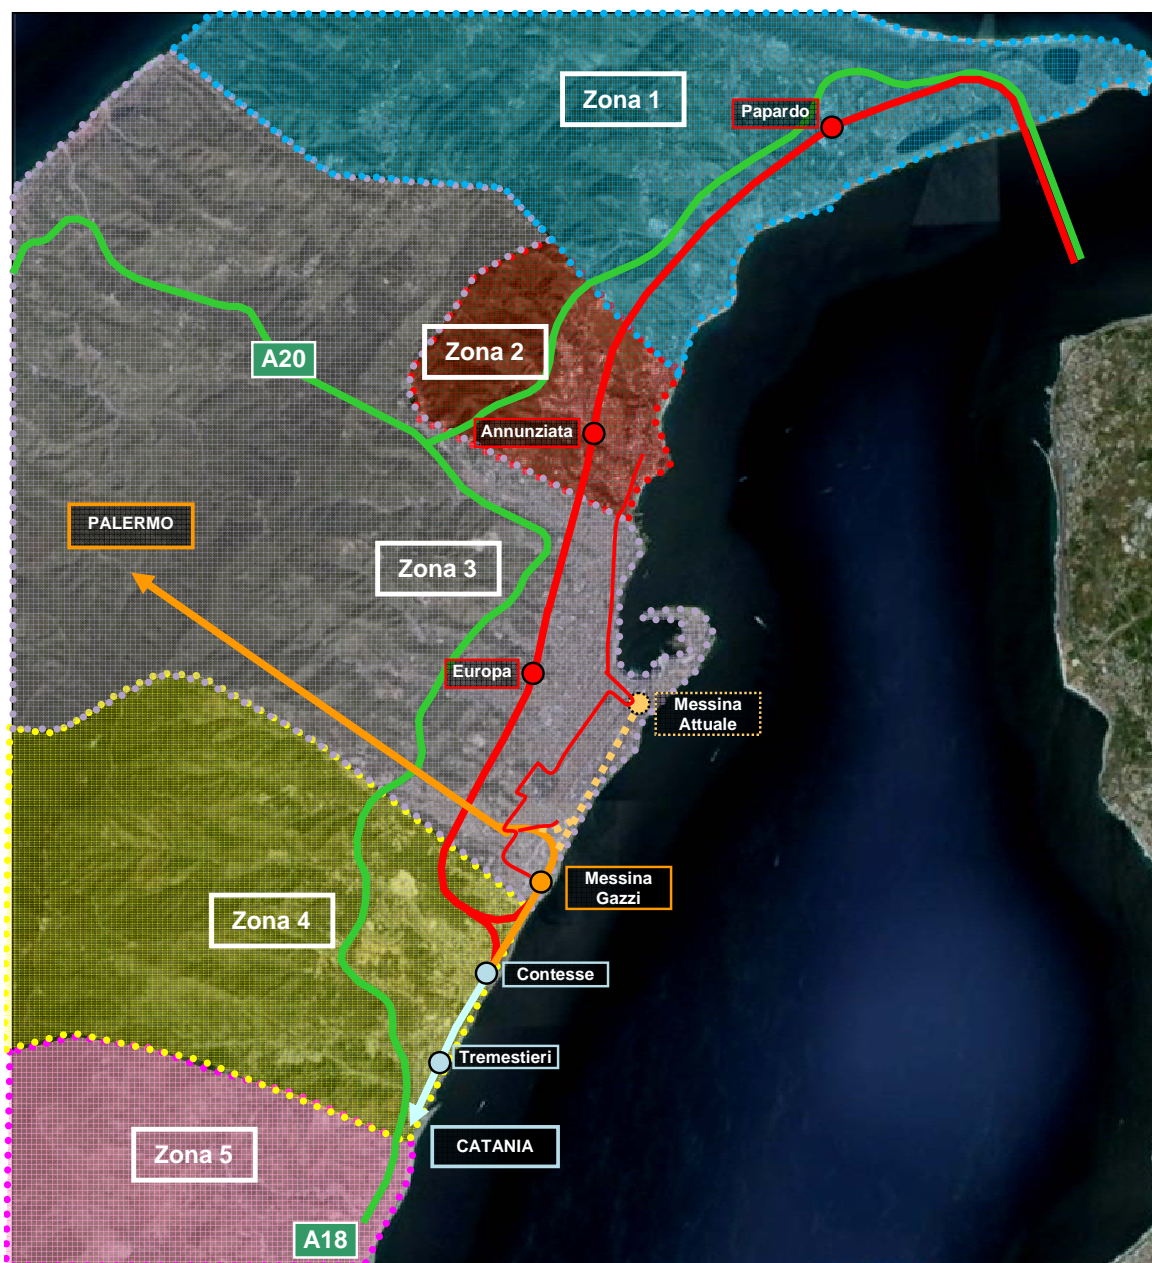 Zona 1
Papardo
Zona 2
A20
Annunziata
PALERMO
Zona 3
Europa
Messina
Attuale
Messina
Gazzi
Zona 4
Contesse
Tremestieri
CATANIA
Zona 5
A18